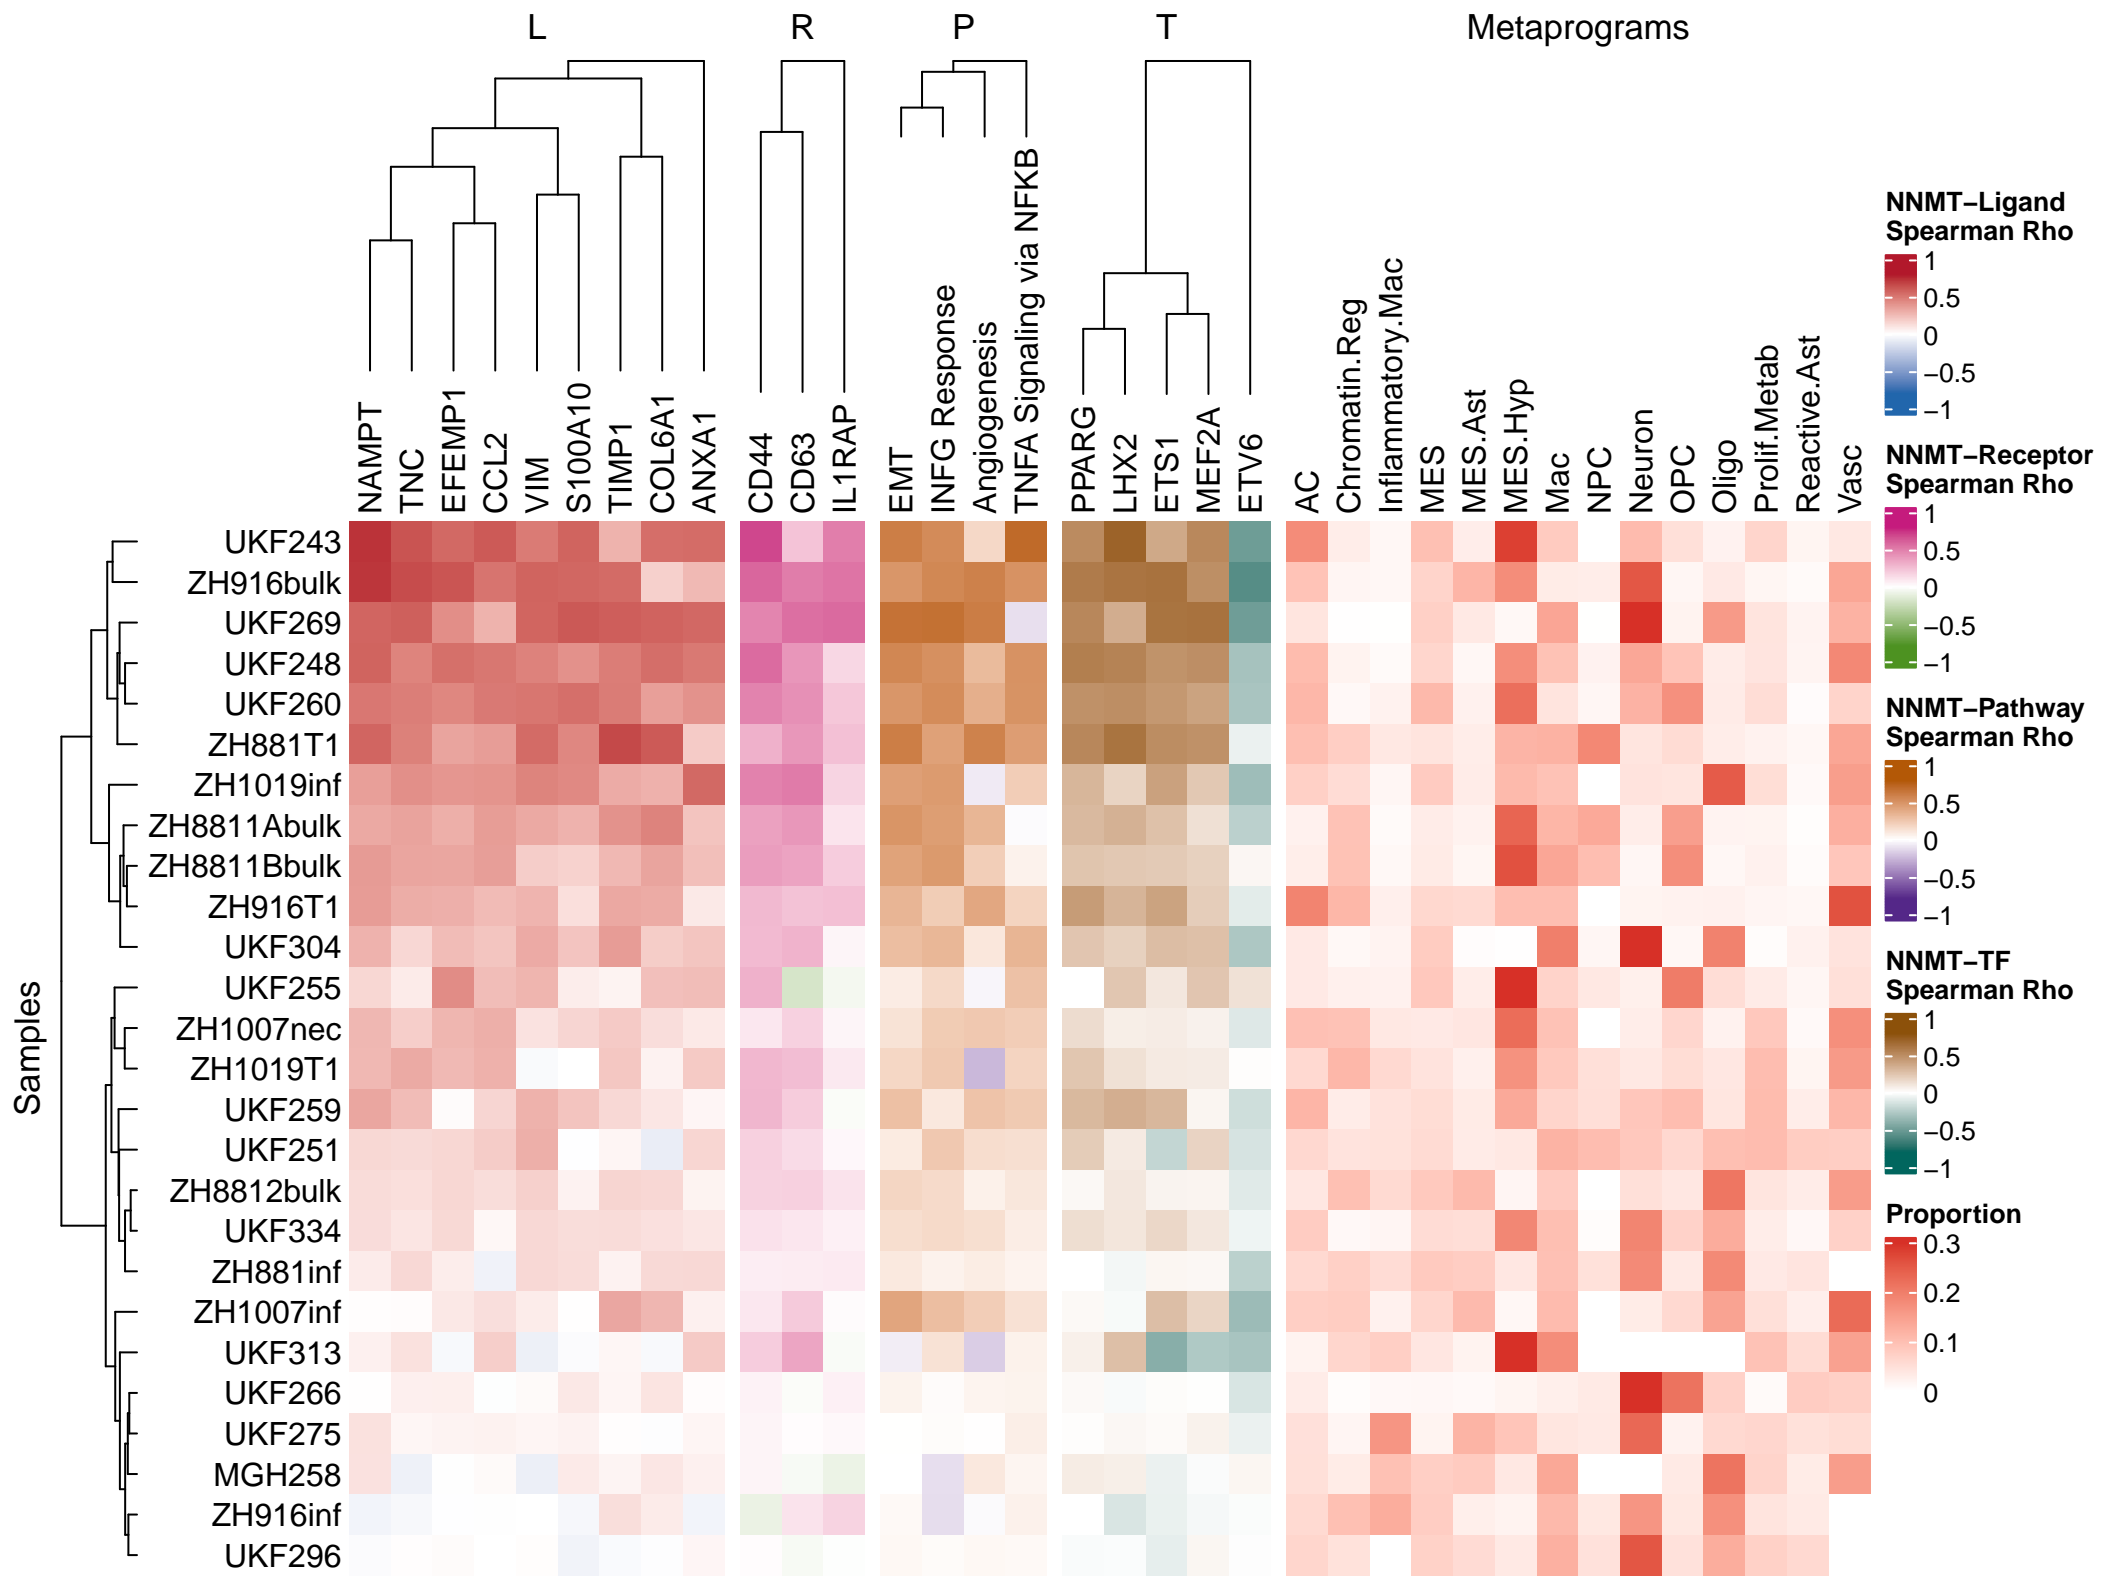 L
R
P
T
Metaprograms
NAMPT
TNC
EFEMP1
CCL2
VIM
S100A10
TIMP1
COL6A1
ANXA1
CD44
CD63
IL1RAP
EMT
INFG Response
Angiogenesis
TNFA Signaling via NFKB
PPARG
LHX2
ETS1
MEF2A
ETV6
AC
Chromatin.Reg
Inflammatory.Mac
MES
MES.Ast
MES.Hyp
Mac
NPC
Neuron
OPC
Oligo
Prolif.Metab
Reactive.Ast
Vasc
Samples
UKF243
ZH916bulk
UKF269
UKF248
UKF260
ZH881T1
ZH1019inf
ZH8811Abulk
ZH8811Bbulk
ZH916T1
UKF304
UKF255
ZH1007nec
ZH1019T1
UKF259
UKF251
ZH8812bulk
UKF334
ZH881inf
ZH1007inf
UKF313
UKF266
UKF275
MGH258
ZH916inf
UKF296
NNMT−Ligand
Spearman Rho
1
0.5
0
−0.5
−1
NNMT−Receptor
Spearman Rho
1
0.5
0
−0.5
−1
NNMT−Pathway
Spearman Rho
1
0.5
0
−0.5
−1
NNMT−TF
Spearman Rho
1
0.5
0
−0.5
−1
Proportion
0.3
0.2
0.1
0